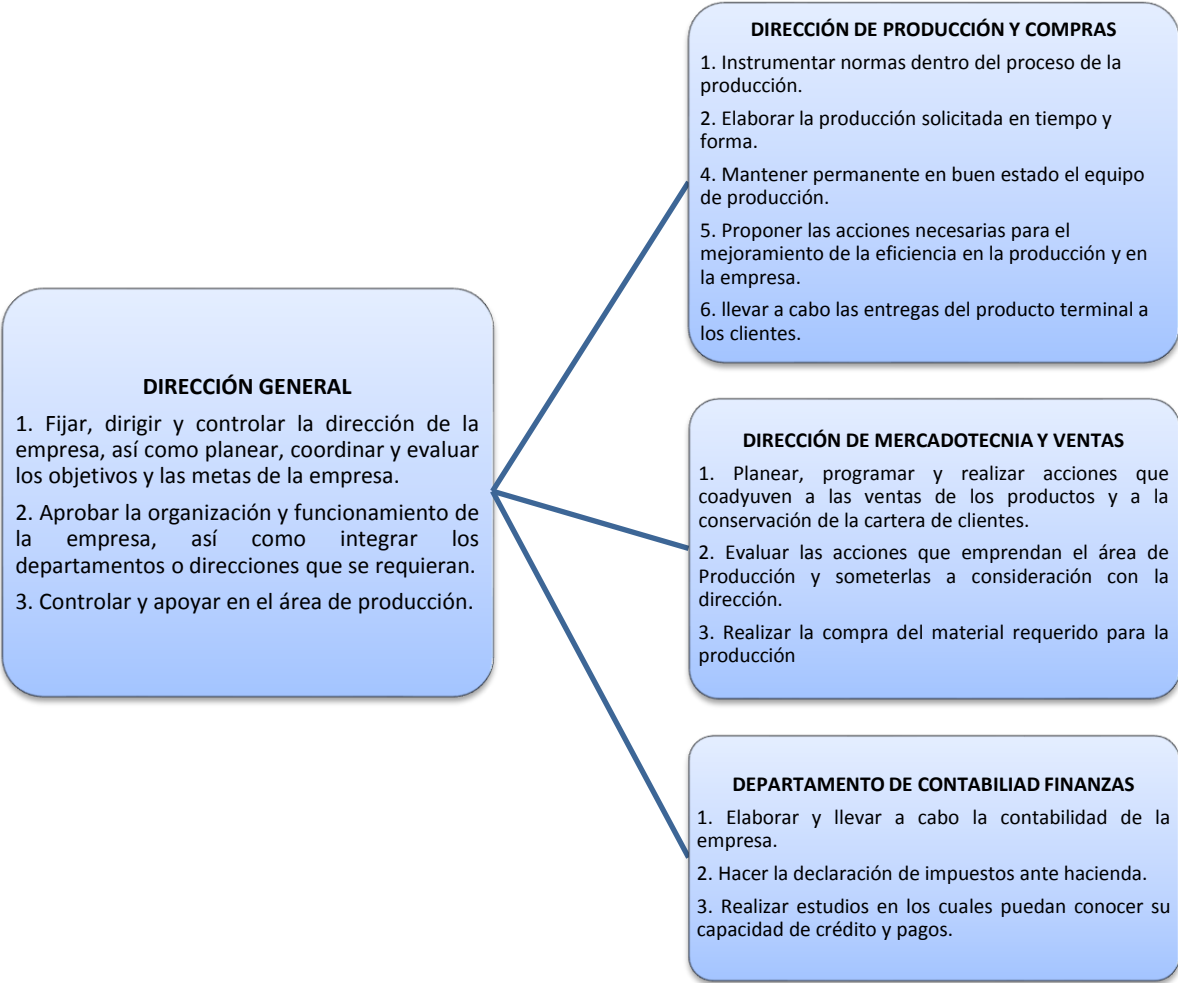 DIRECCIÓN GENERAL
1. Fijar, dirigir y controlar la dirección de la
empresa, así como planear, coordinar y evaluar
los objetivos y las metas de la empresa.
2. Aprobar la organización y funcionamiento de
la empresa, así como integrar los
departamentos o direcciones que se requieran.
3. Controlar y apoyar en el área de producción.
DIRECCIÓN DE PRODUCCIÓN Y COMPRAS
1. Instrumentar normas dentro del proceso de la
producción.
2. Elaborar la producción solicitada en tiempo y
forma.
4. Mantener permanente en buen estado el equipo
de producción.
5. Proponer las acciones necesarias para el
mejoramiento de la eficiencia en la producción y en
la empresa.
6. llevar a cabo las entregas del producto terminal a
los clientes.
DIRECCIÓN DE MERCADOTECNIA Y VENTAS
1. Planear, programar y realizar acciones que
coadyuven a las ventas de los productos y a la
conservación de la cartera de clientes.
2. Evaluar las acciones que emprendan el área de
Producción y someterlas a consideración con la
dirección.
3. Realizar la compra del material requerido para la
producción
DEPARTAMENTO DE CONTABILIAD FINANZAS
1. Elaborar y llevar a cabo la contabilidad de la
empresa.
2. Hacer la declaración de impuestos ante hacienda.
3. Realizar estudios en los cuales puedan conocer su
capacidad de crédito y pagos.